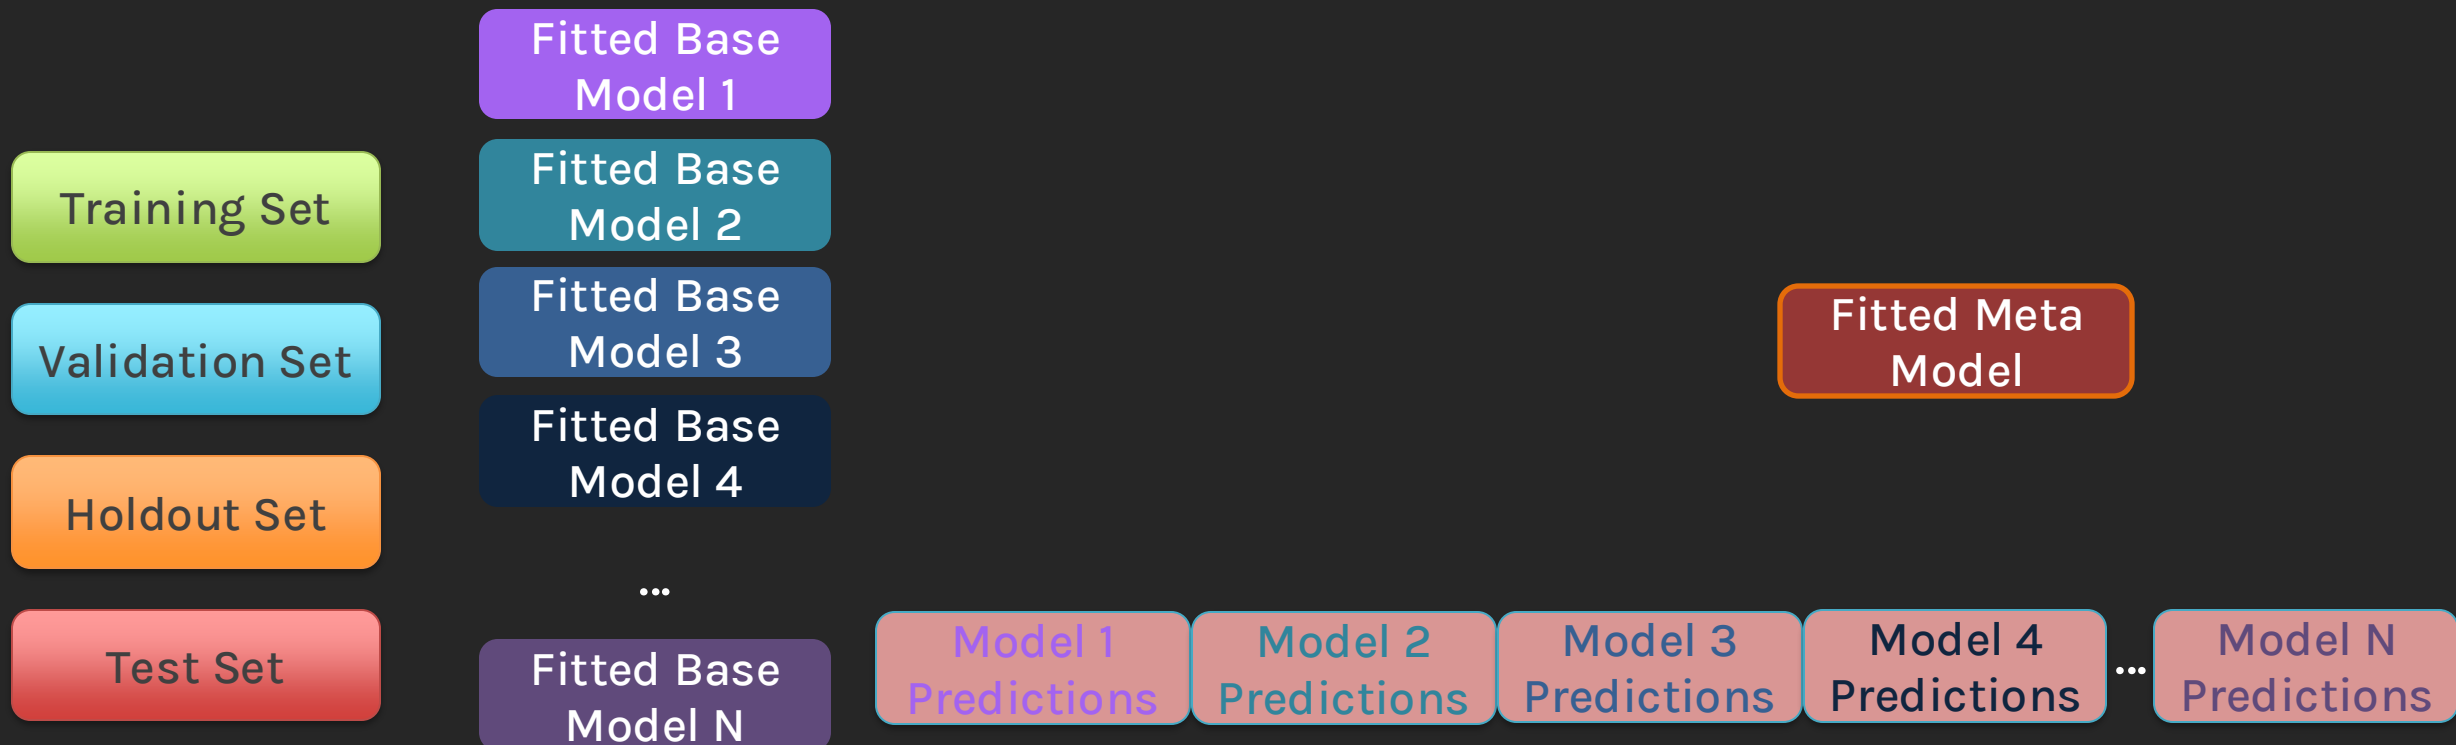 Training Set
Validation Set
Holdout Set
Test Set
Fitted Base
Model 1
Fitted Base
Model 2
Fitted Base
Model 3
Fitted Base
Model 4
...
Fitted Base
Model N
Fitted Meta
Model
Model 1
Predictions
Model 2
Predictions
Model 3
Predictions
Model 4
Predictions
...
Model N
Predictions